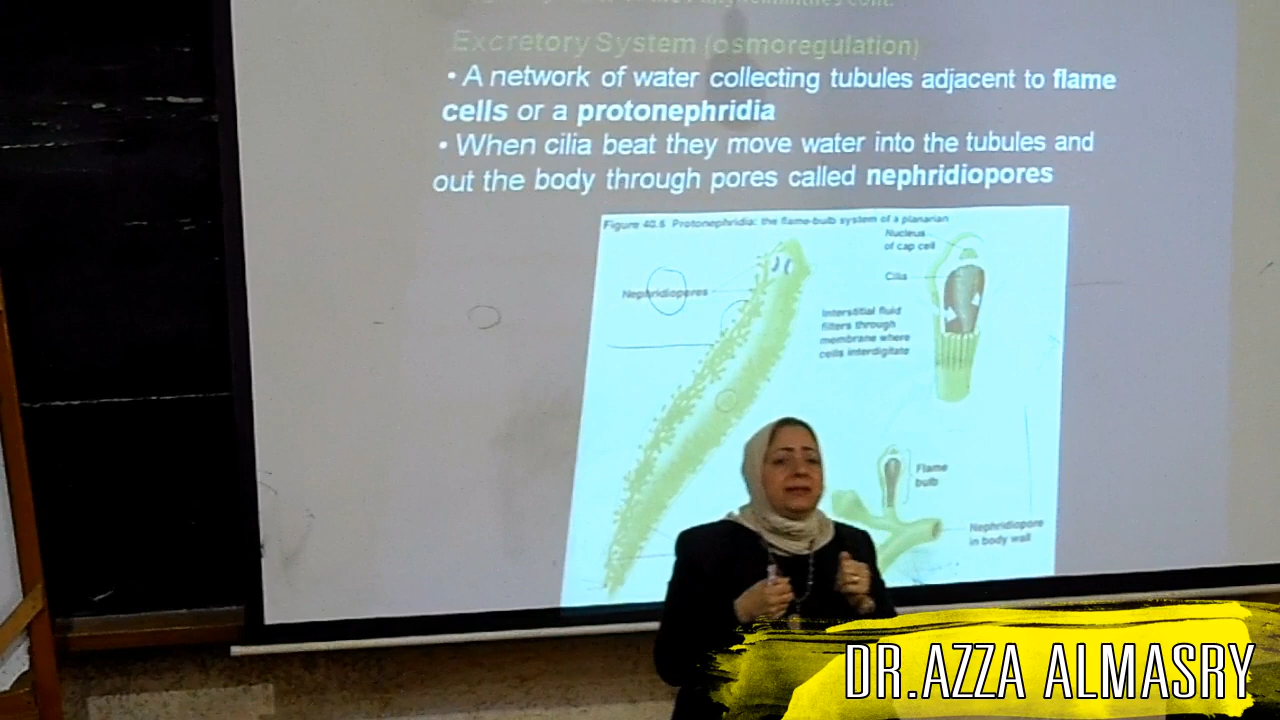 Excretory System (osmoregulation)
• A network of water collecting tubules adjacent to flame
cells or a protonephridia
• When cilia beat they move water into the tubules and
out the body through pores called nephridiopores
Figure 40.6 Protonephridia: the flame-bulb system of a planarian
Nucleus
of cap cell
Cilia
Nephridiopores
Interstitial fluid
filters through
membrane where
cells interdigitate
Flame
bulb
Nephridiopore
in body wall
DR.AZZA ALMASRY